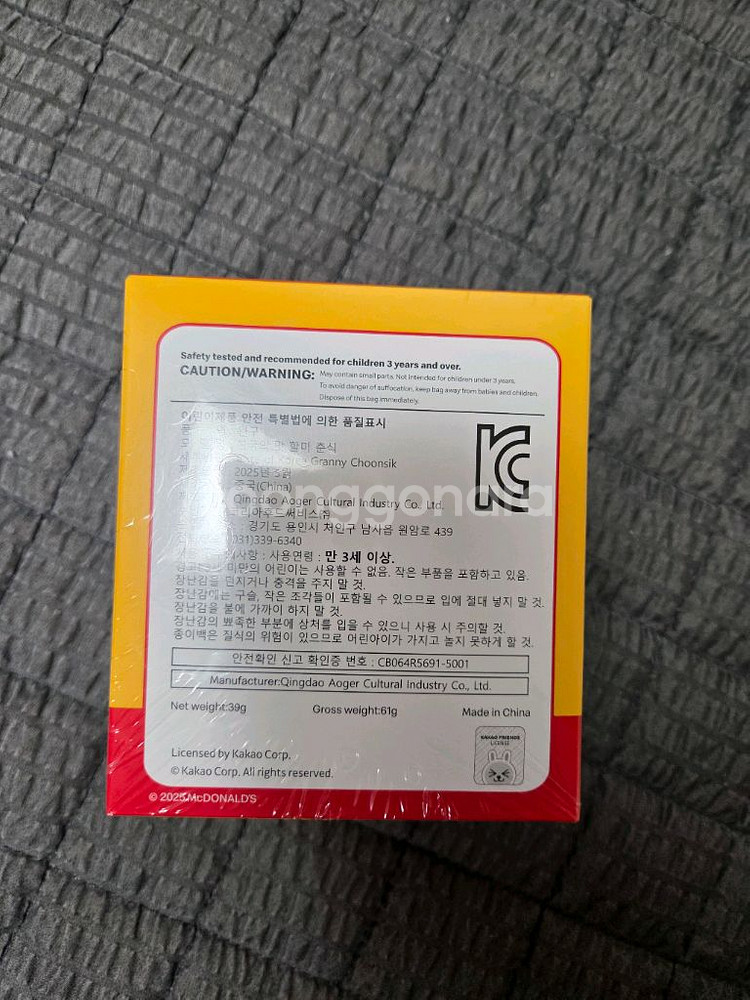 Safety tested and recommended for children 3 years and over.
CAUTION/WARNING: May contain small parts. Not intended for children under 3 years.
To avoid danger of suffocation, keep bag away from babies and children.
Dispose of this bag immediately.
어린이제품 안전 특별법에 의한 품질표시
할미 춘식
Granny Choonsik
2025년
중국(China)
Qingdao Aoger Cultural Industry Co., Ltd.
경기도 용인시 처인구 남사읍 원암로 439
031)339-6340
사용연령 : 만 3세 이상.
미만의 어린이는 사용할 수 없음. 작은 부품을 포함하고 있음.
장난감을 던지거나 충격을 주지 말 것.
장난감에는 구슬, 작은 조각들이 포함될 수 있으므로 입에 절대 넣지 말 것.
장난감을 불에 가까이 하지 말 것.
장난감의 뾰족한 부분에 상처를 입을 수 있으니 사용 시 주의할 것.
종이백은 질식의 위험이 있으므로 어린아이가 가지고 놀지 못하게 할 것.
안전확인 신고 확인증 번호 : CB064R5691-5001
Manufacturer:Qingdao Aoger Cultural Industry Co., Ltd.
Net weight:39g Gross weight:61g Made in China
KAKAO FRIENDS
LICENSE
Licensed by Kakao Corp.
© Kakao Corp. All rights reserved.
© 2025 McDONALD'S